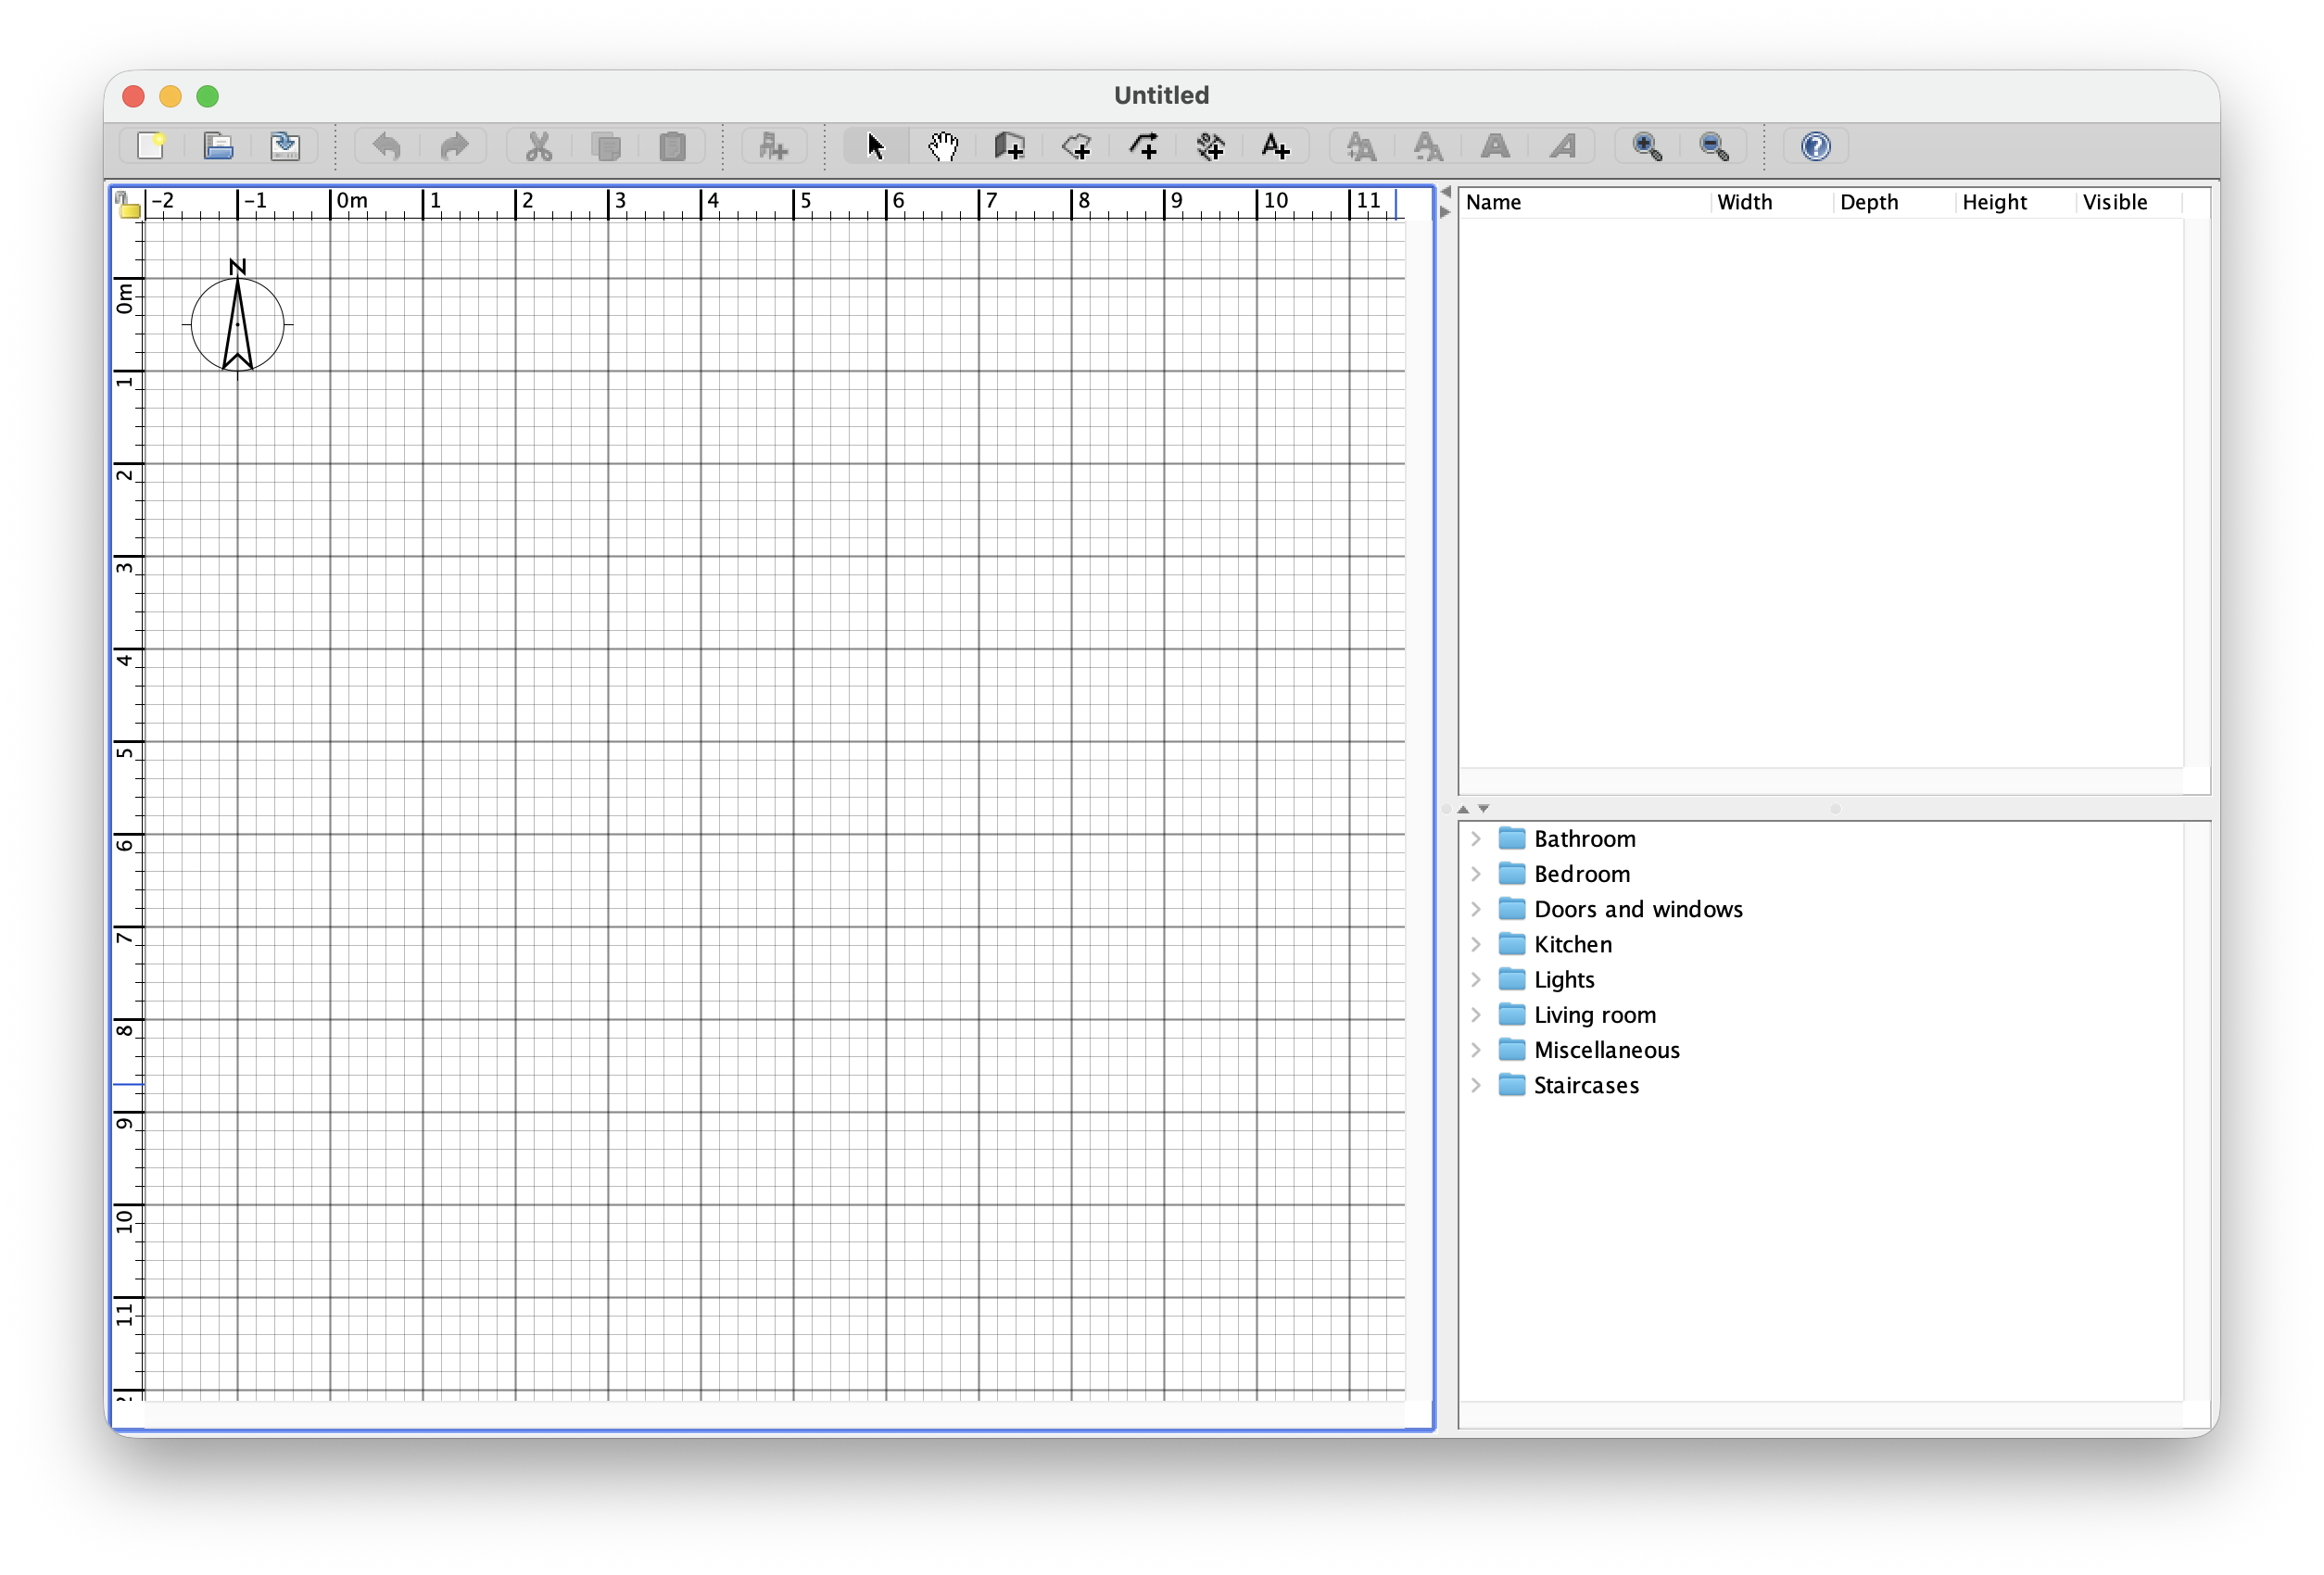 Untitled
-2 -1 0m 1 2 3 4 5 6 7 8 9 10 11
Name Width Depth Height Visible
N
0m
1
2
3
4
5
6
7
8
9
10
11
Bathroom
Bedroom
Doors and windows
Kitchen
Lights
Living room
Miscellaneous
Staircases